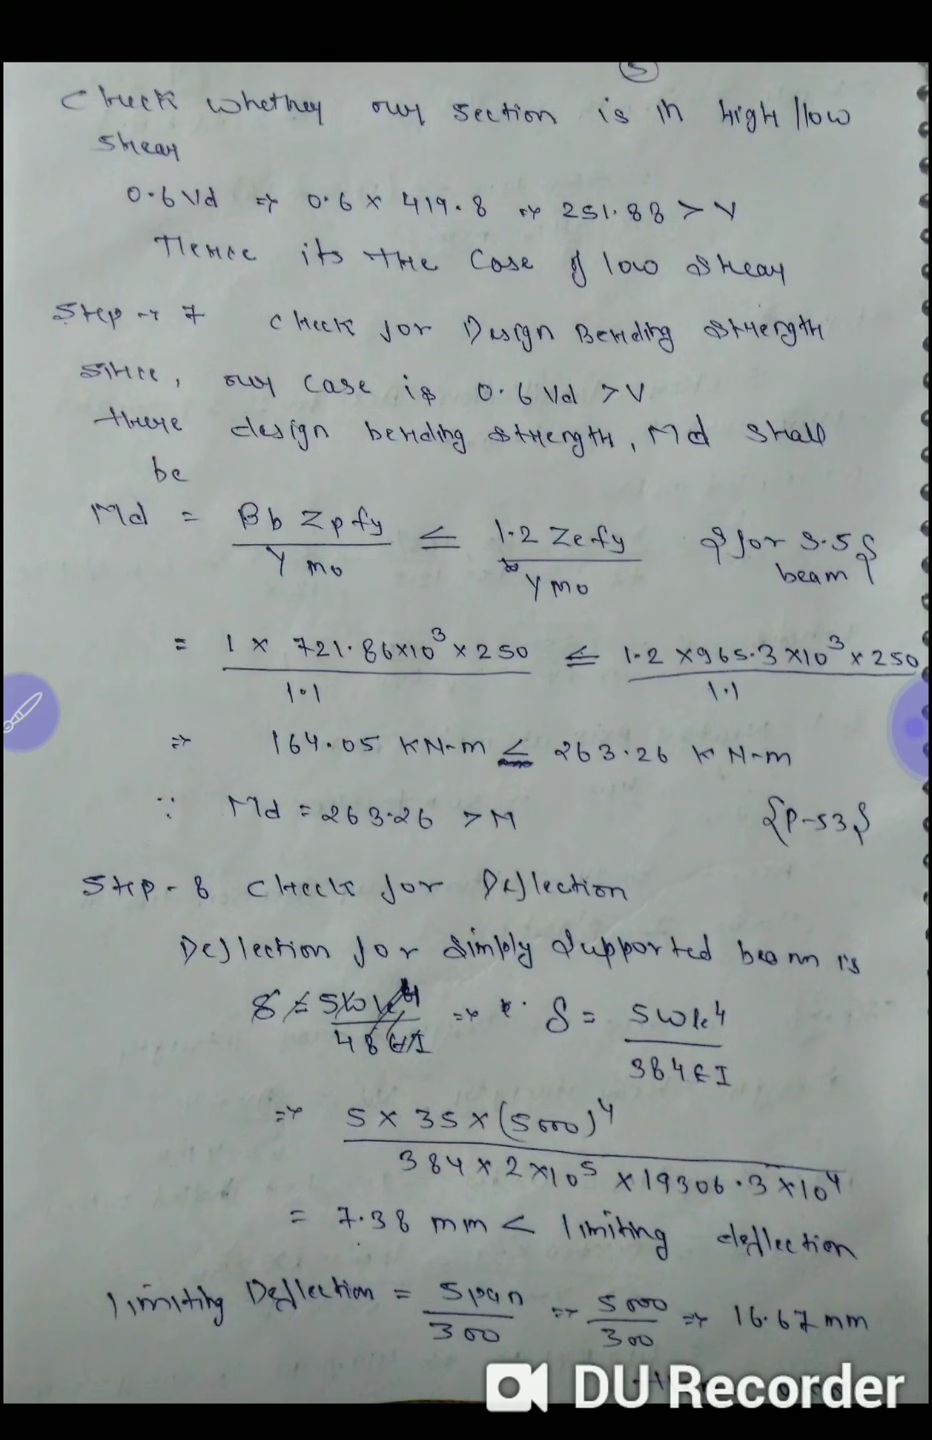 5
Check whether our section is in high/low
shear
0.6 Vd ⇒ 0.6 × 419.8 ⇒ 251.88 > V
Hence its the case of low shear
Step → 7 Check for Design Bending strength
since, our case is 0.6 Vd > V
there design bending strength, Md shall
be
Md = Bb Zp fy / γ mo ≤ 1.2 Ze fy / γ mo {for S.S beam}
= 1 × 721.86×10³ × 250 / 1.1 ≤ 1.2 × 965.3 × 10³ × 250 / 1.1
⇒ 164.05 KN-m ≤ 263.26 KN-m
∵ Md = 263.26 > M {P-53}
Step - 8 Check for Deflection
Deflection for simply supported beam is
⇒ δ = 5wle4 / 384EI
⇒ 5 × 35 × (5000)⁴ / 384 × 2 × 10⁵ × 19306.3 × 10⁴
= 7.38 mm < limiting deflection
limiting Deflection = Span / 300 ⇒ 5000 / 300 ⇒ 16.67 mm
DU Recorder